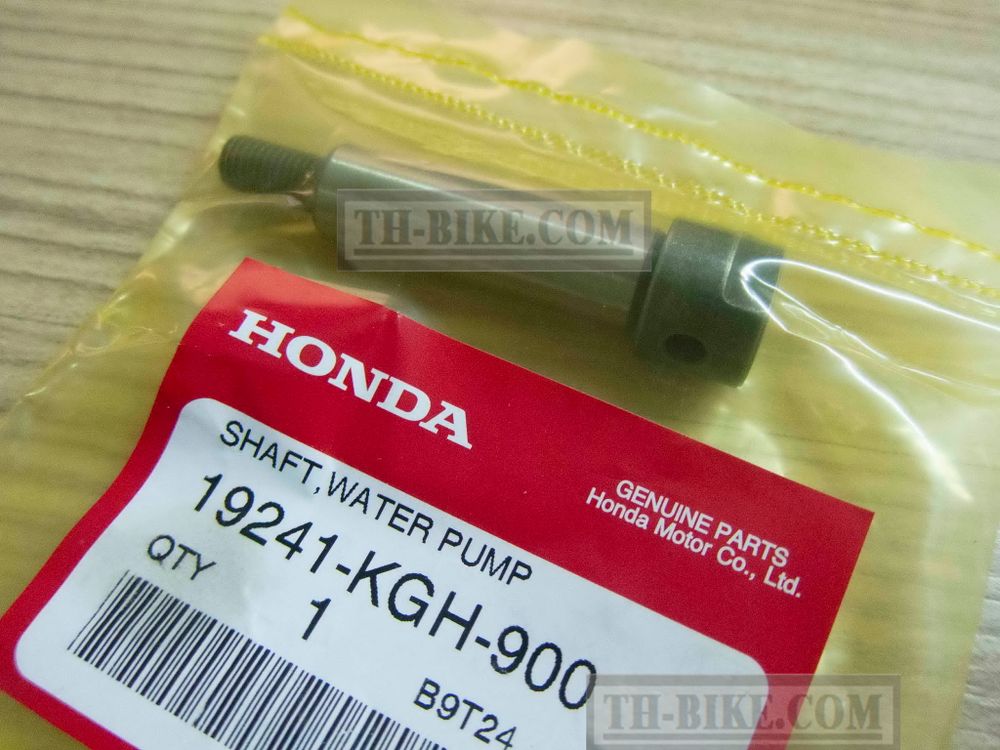 TH-BIKE.COM
HONDA
GENUINE PARTS
Honda Motor Co., Ltd.
SHAFT, WATER PUMP
19241-KGH-900
QTY
1
B9T24
TH-BIKE.COM